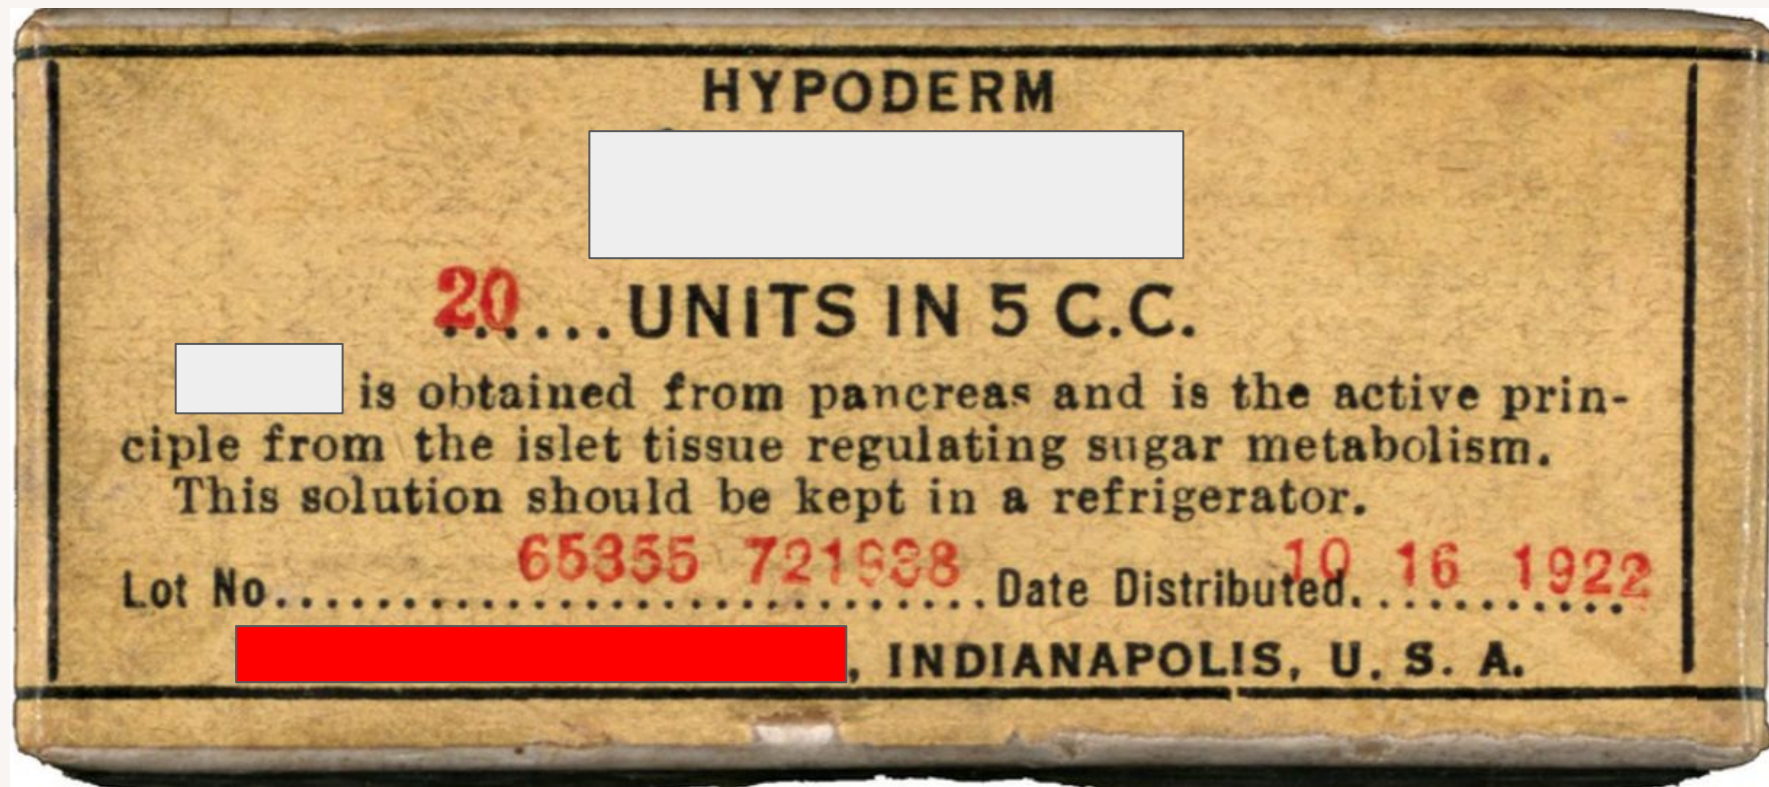 HYPODERM
20...... UNITS IN 5 C.C.
is obtained from pancreas and is the active prin-
ciple from the islet tissue regulating sugar metabolism.
This solution should be kept in a refrigerator.
Lot No. 65355 721938 Date Distributed. 10 16 1922
, INDIANAPOLIS, U. S. A.